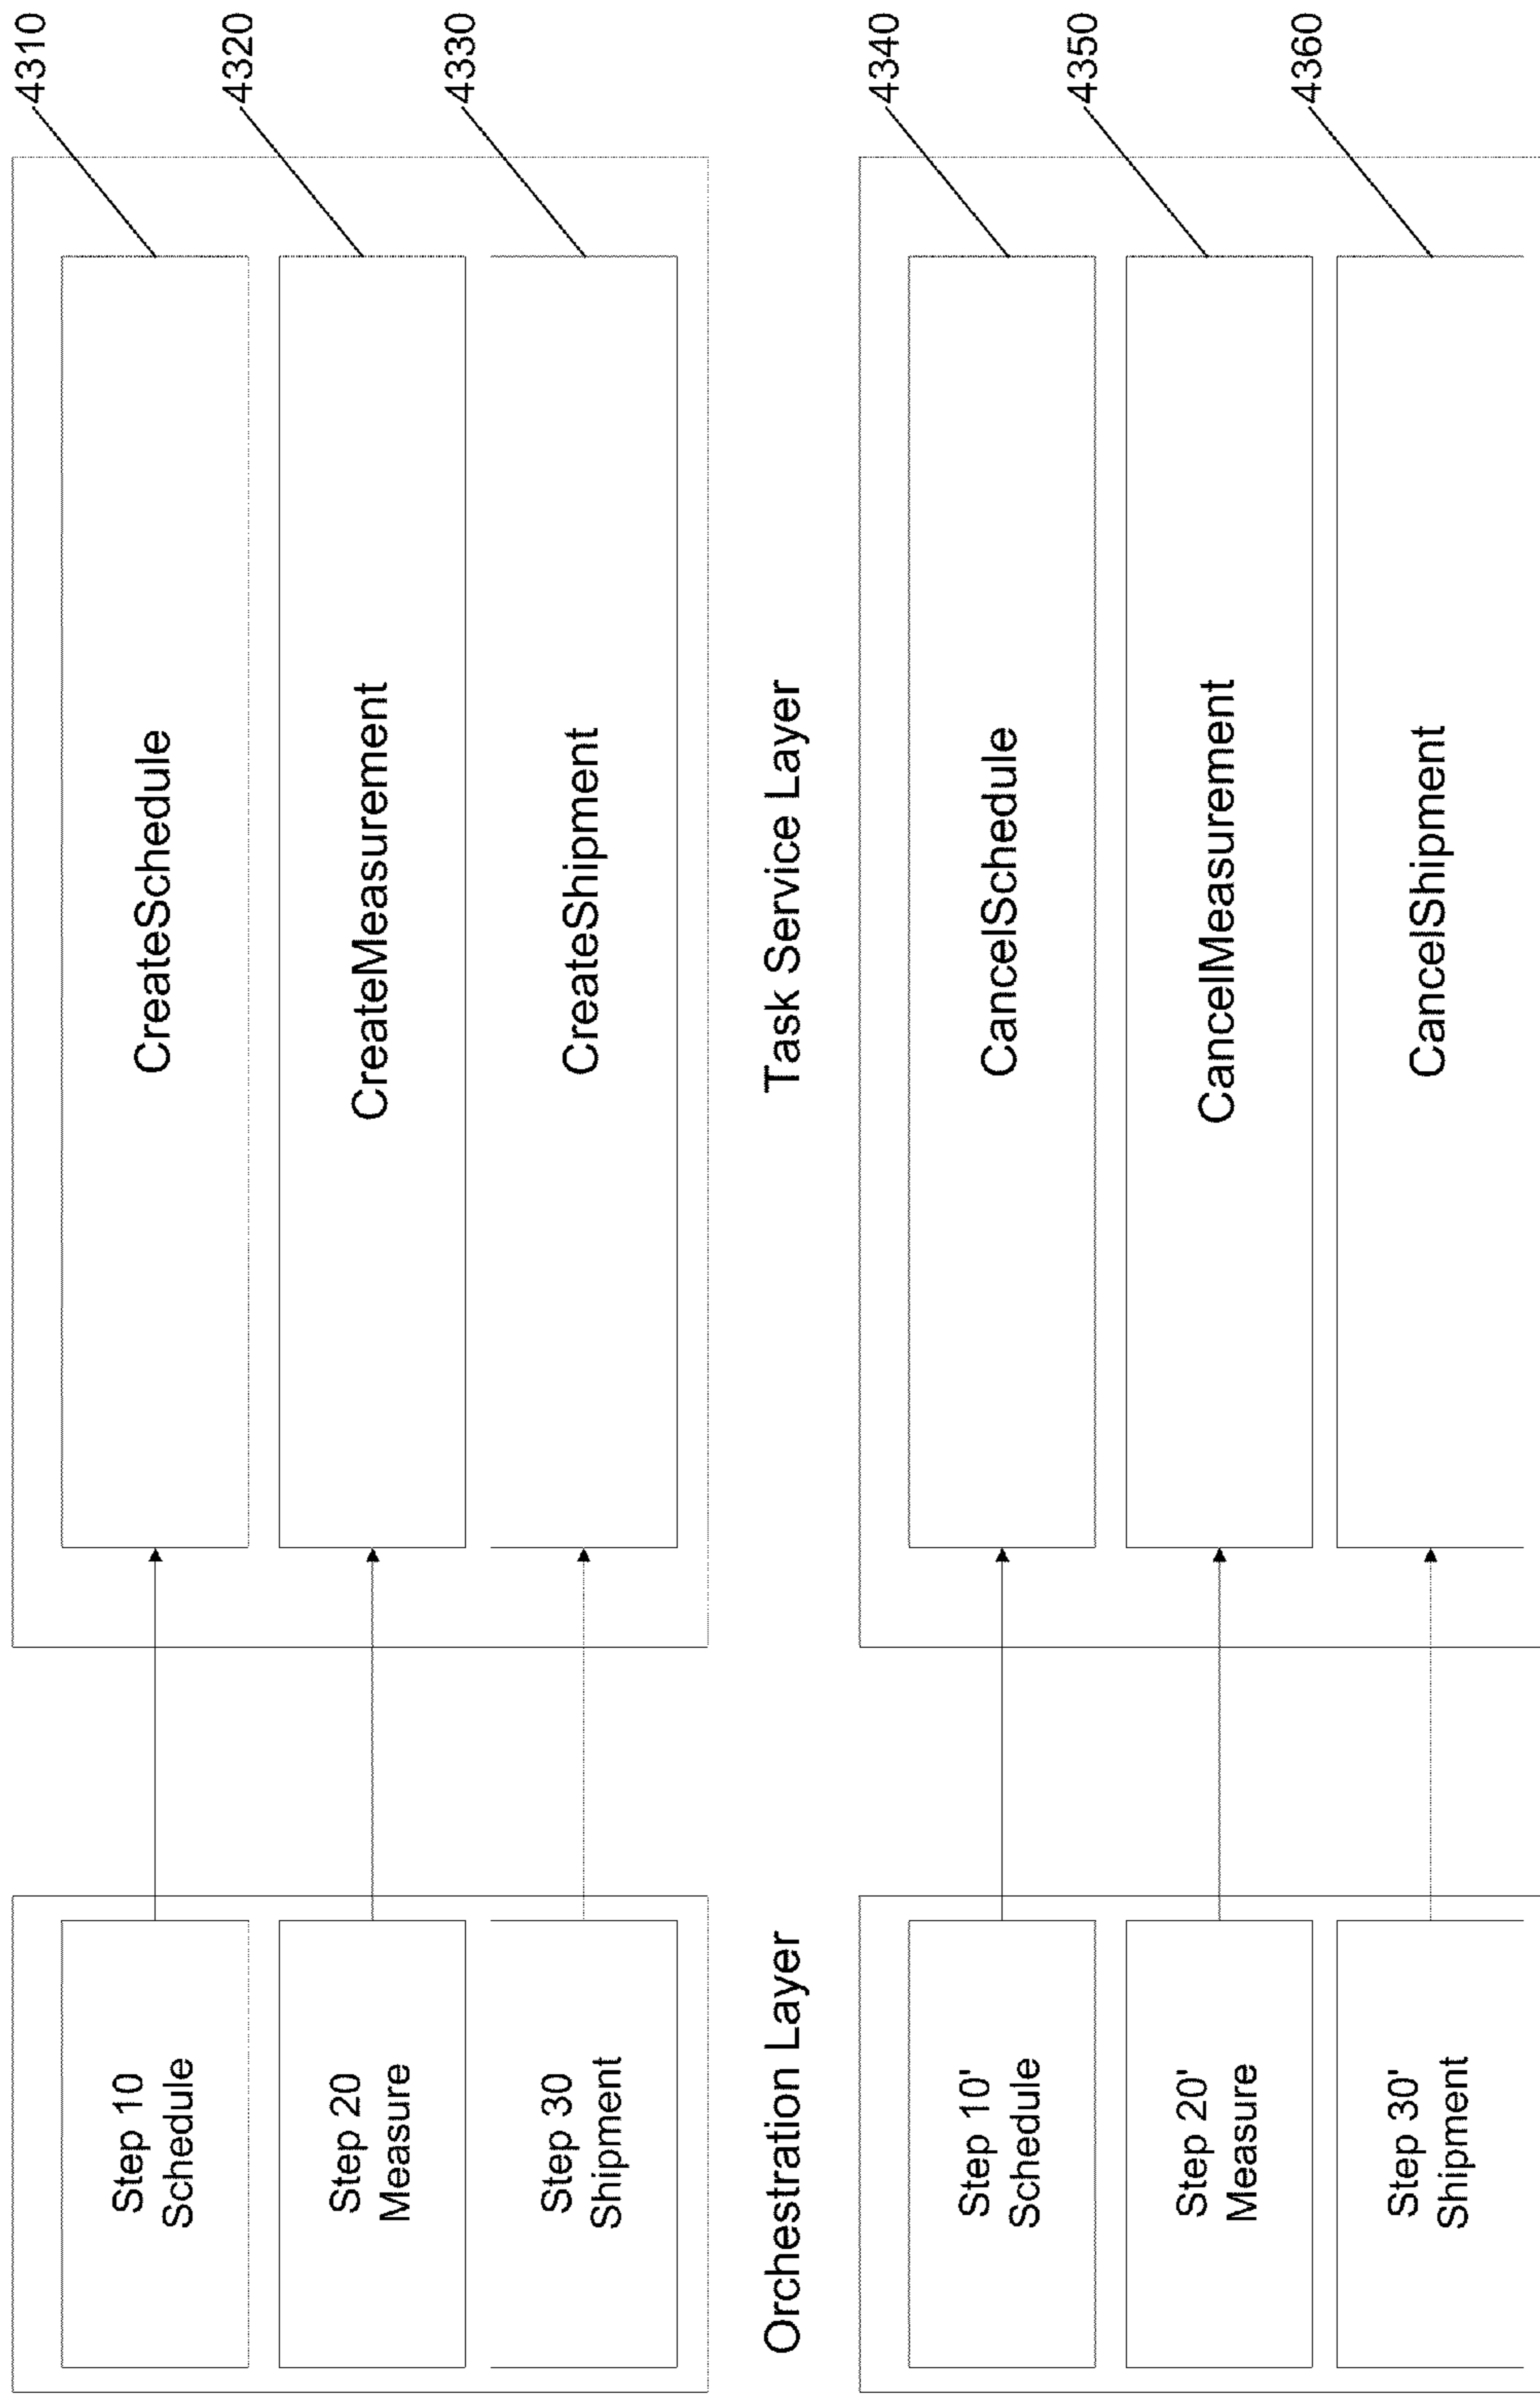 Step 10
Schedule
CreateSchedule
4310
Step 20
Measure
CreateMeasurement
4320
Step 30
Shipment
CreateShipment
4330
Orchestration Layer
Task Service Layer
Step 10'
Schedule
CancelSchedule
4340
Step 20'
Measure
CancelMeasurement
4350
Step 30'
Shipment
CancelShipment
4360